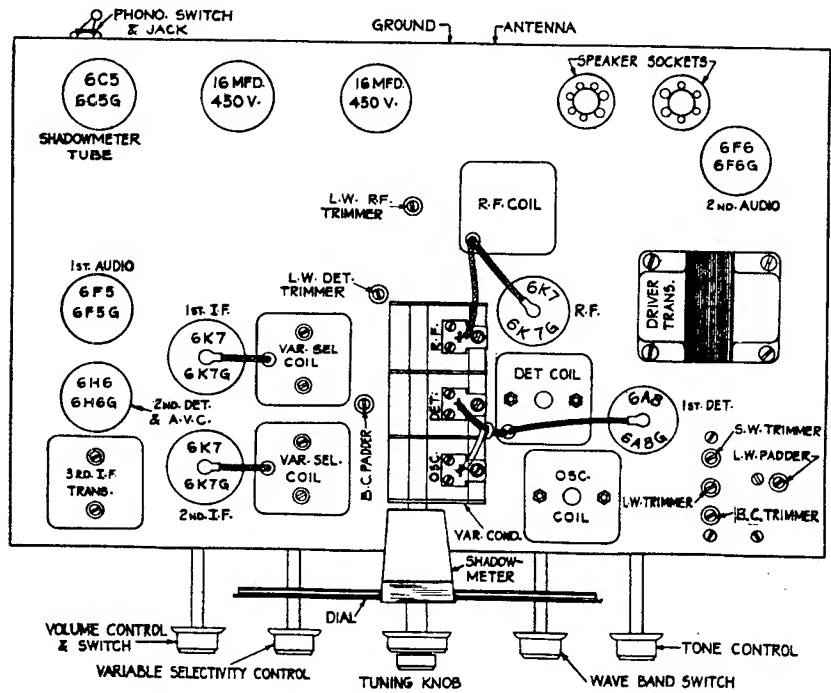 PHONO. SWITCH
& JACK
GROUND
ANTENNA
6C5
6C5G
SHADOWMETER
TUBE
16 MFD.
450 V.
16 MFD.
450 V.
SPEAKER SOCKETS
6F6
6F6G
2ND. AUDIO
L.W. R.F.
TRIMMER
R.F. COIL
1ST. AUDIO
6F5
6F5G
L.W. DET.
TRIMMER
6K7
6K7G
R.F.
DRIVER
TRANS.
1ST. I.F.
6K7
6K7G
VAR. SEL
COIL
R.F.
DET.
OSC.
DET COIL
6A8
6A8G
1ST. DET.
6H6
6H6G
2ND. DET.
& A.V.C.
B.C. PADDER
3RD. I.F.
TRANS.
6K7
6K7G
2ND. I.F.
VAR. SEL.
COIL
OSC.
COIL
S.W. TRIMMER
L.W. PADDER
L.W. TRIMMER
B.C. TRIMMER
VAR. COND.
SHADOW-
METER
DIAL
VOLUME CONTROL
& SWITCH
VARIABLE SELECTIVITY CONTROL
TUNING KNOB
WAVE BAND SWITCH
TONE CONTROL